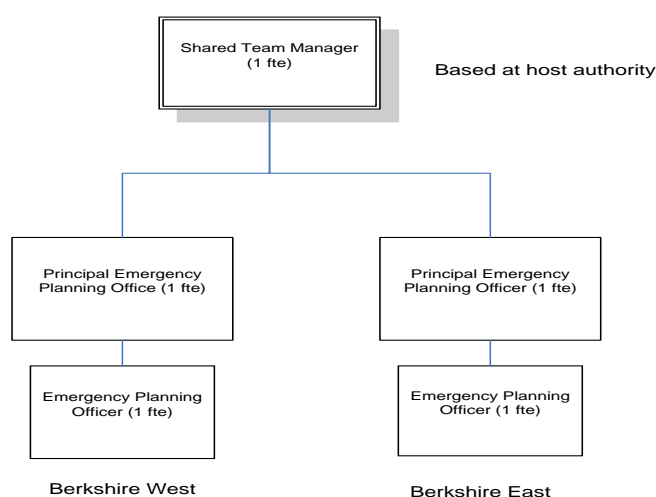 Shared Team Manager
(1 fte)
Based at host authority
Principal Emergency
Planning Office (1 fte)
Principal Emergency
Planning Officer (1 fte)
Emergency Planning
Officer (1 fte)
Emergency Planning
Officer (1 fte)
Berkshire West
Berkshire East